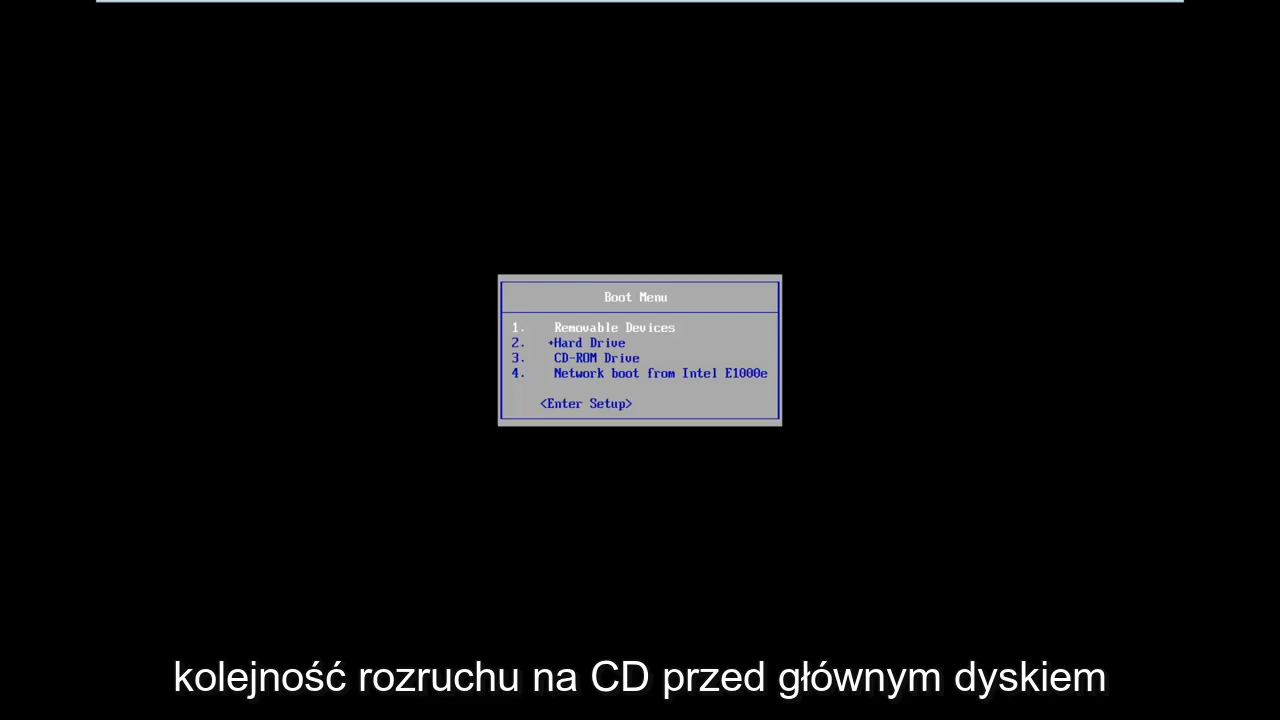 Boot Menu
1. Removable Devices
2. +Hard Drive
3. CD-ROM Drive
4. Network boot from Intel E1000e
<Enter Setup>
kolejność rozruchu na CD przed głównym dyskiem